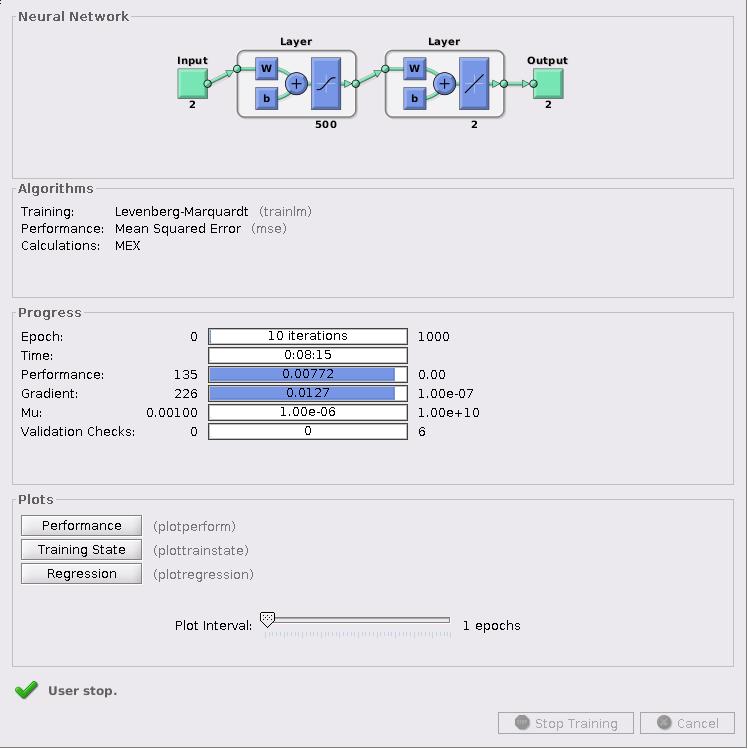 Neural Network
Layer Layer
Input Output
W W
+ +
b b
2 2
500 2
Algorithms
Training: Levenberg-Marquardt (trainlm)
Performance: Mean Squared Error (mse)
Calculations: MEX
Progress
Epoch: 0 10 iterations 1000
Time: 0:08:15
Performance: 135 0.00772 0.00
Gradient: 226 0.0127 1.00e-07
Mu: 0.00100 1.00e-06 1.00e+10
Validation Checks: 0 0 6
Plots
Performance (plotperform)
Training State (plottrainstate)
Regression (plotregression)
Plot Interval: 1 epochs
User stop.
Stop Training Cancel